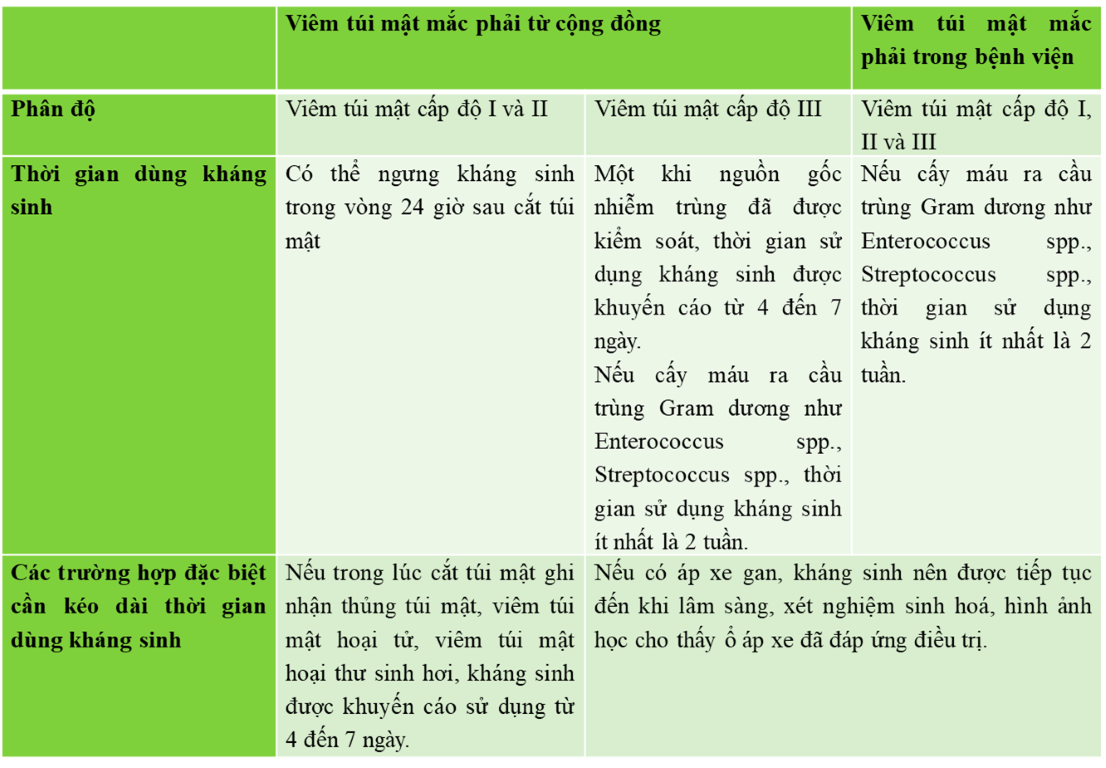 Viêm túi mật mắc phải từ cộng đồng
Viêm túi mật mắc
phải trong bệnh viện
Phân độ
Viêm túi mật cấp độ I và II
Viêm túi mật cấp độ III
Viêm túi mật cấp độ I,
II và III
Thời gian dùng kháng
sinh
Có thể ngưng kháng sinh
trong vòng 24 giờ sau cắt túi
mật
Một khi nguồn gốc
nhiễm trùng đã được
kiểm soát, thời gian sử
dụng kháng sinh được
khuyến cáo từ 4 đến 7
ngày.
Nếu cấy máu ra cầu
trùng Gram dương như
Enterococcus spp.,
Streptococcus spp., thời
gian sử dụng kháng sinh
ít nhất là 2 tuần.
Nếu cấy máu ra cầu
trùng Gram dương như
Enterococcus spp.,
Streptococcus spp.,
thời gian sử dụng
kháng sinh ít nhất là 2
tuần.
Các trường hợp đặc biệt
cần kéo dài thời gian
dùng kháng sinh
Nếu trong lúc cắt túi mật ghi
nhận thủng túi mật, viêm túi
mật hoại tử, viêm túi mật
hoại thư sinh hơi, kháng sinh
được khuyến cáo sử dụng từ
4 đến 7 ngày.
Nếu có áp xe gan, kháng sinh nên được tiếp tục
đến khi lâm sàng, xét nghiệm sinh hoá, hình ảnh
học cho thấy ổ áp xe đã đáp ứng điều trị.